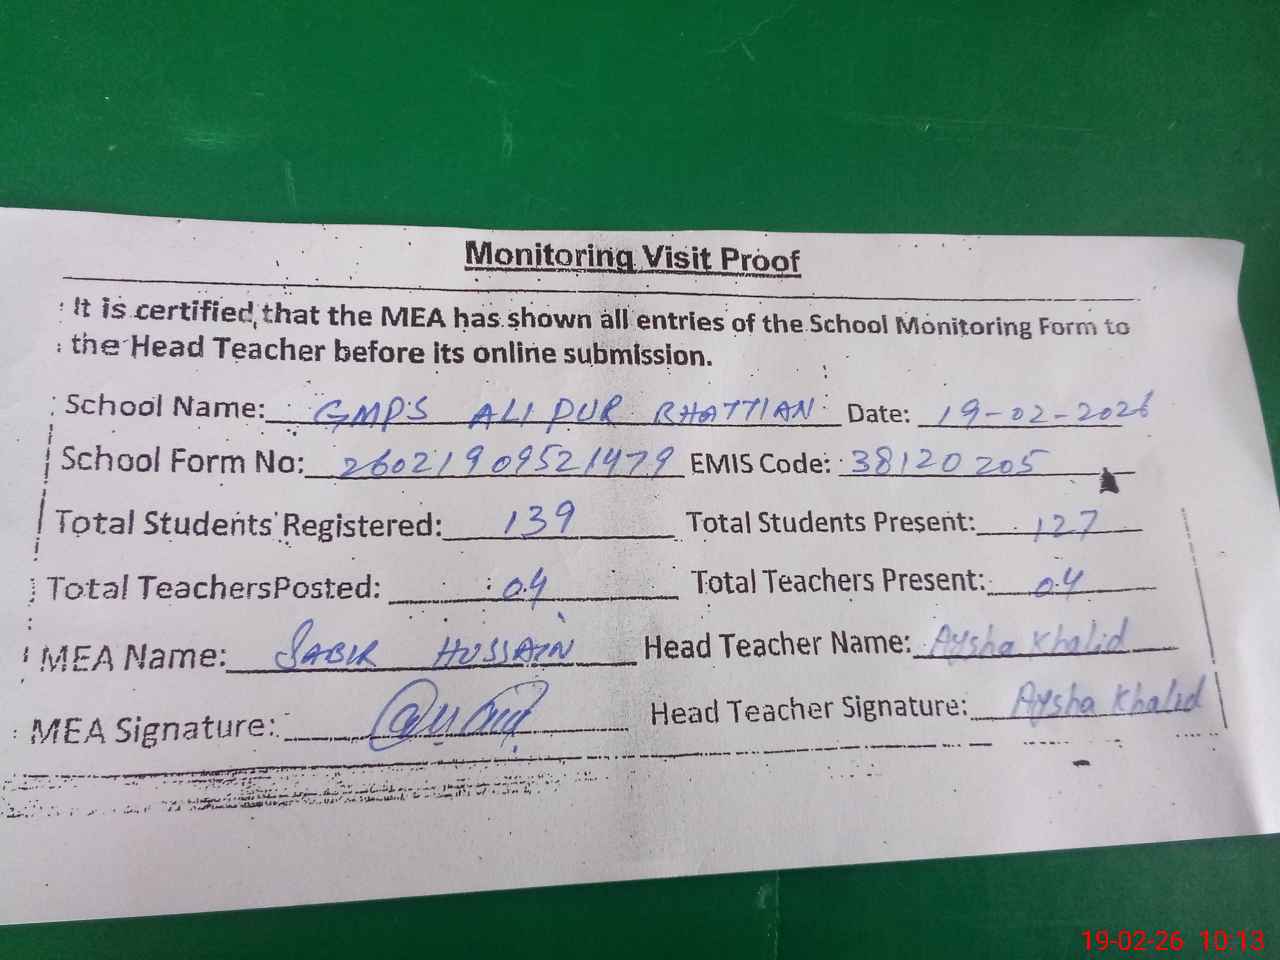 Monitoring Visit Proof
It is certified that the MEA has shown all entries of the School Monitoring Form to
the Head Teacher before its online submission.
School Name: GMPS ALI PUR BHATTIAN Date: 19-02-2026
School Form No: 26021909521479 EMIS Code: 38120205
Total Students Registered: 139 Total Students Present: 127
Total TeachersPosted: 04 Total Teachers Present: 04
MEA Name: SABIR HUSSAIN Head Teacher Name: Aysha Khalid
MEA Signature: Head Teacher Signature: Aysha Khalid
19-02-26 10:13